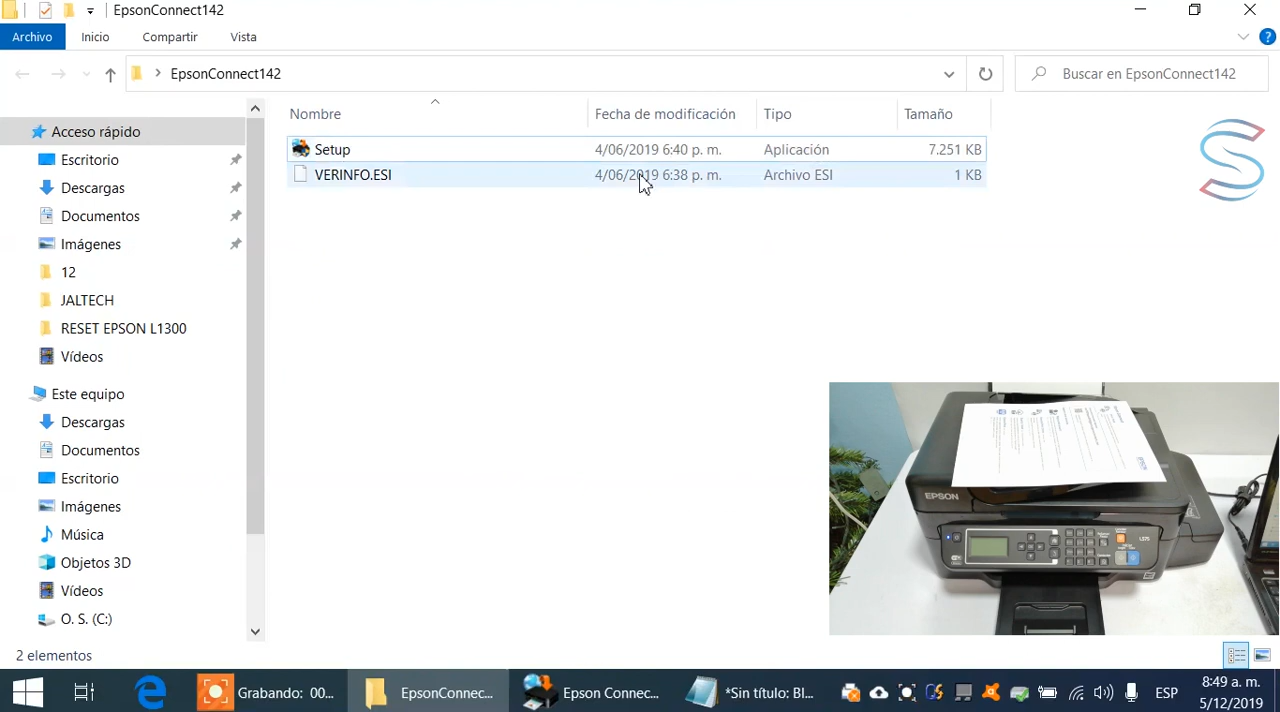 EpsonConnect142
Archivo
Inicio
Compartir
Vista
EpsonConnect142
Buscar en EpsonConnect142
Nombre
Fecha de modificación
Tipo
Tamaño
Setup
4/06/2019 6:40 p. m.
Aplicación
7.251 KB
VERINFO.ESI
4/06/2019 6:38 p. m.
Archivo ESI
1 KB
Acceso rápido
Escritorio
Descargas
Documentos
Imágenes
12
JALTECH
RESET EPSON L1300
Vídeos
Este equipo
Descargas
Documentos
Escritorio
Imágenes
Música
Objetos 3D
Vídeos
O. S. (C:)
EPSON
L575
2 elementos
Grabando: 00...
EpsonConnec...
Epson Connec...
*Sin título: Bl...
ESP
8:49 a. m.
5/12/2019